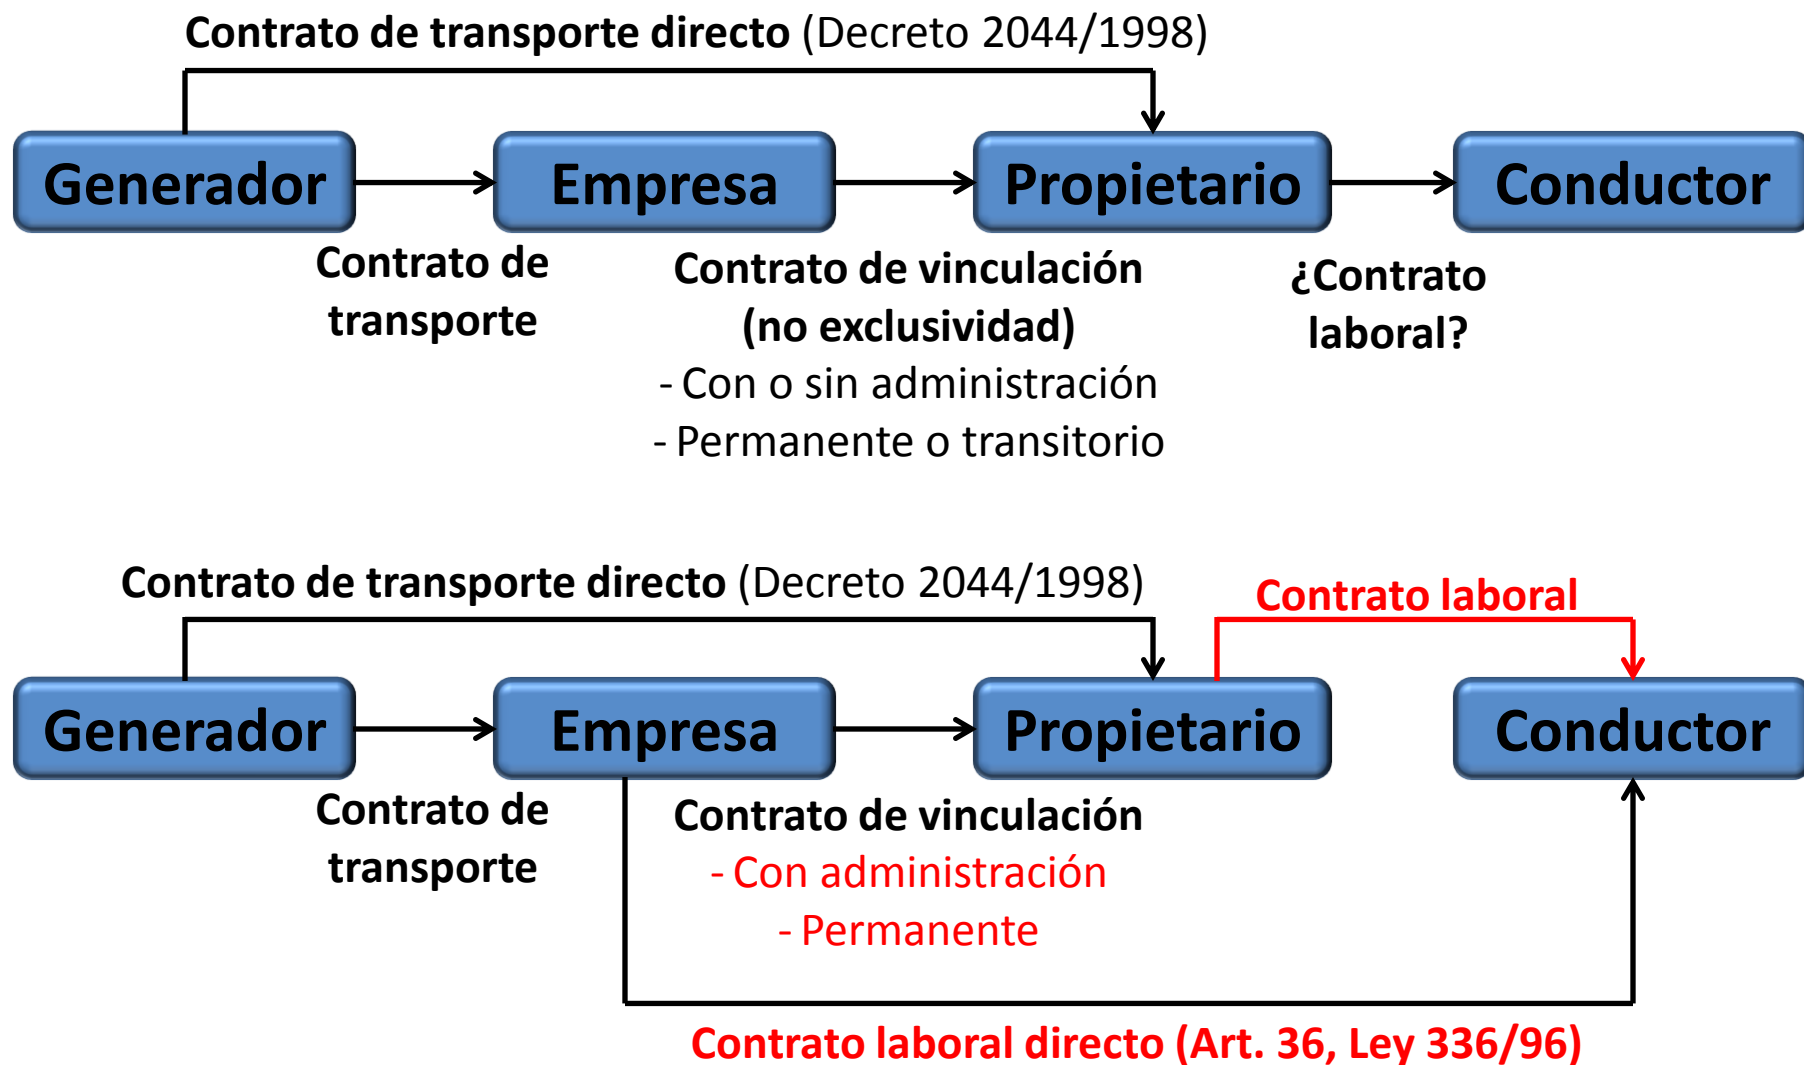 Contrato de transporte directo (Decreto 2044/1998)
Generador
Empresa
Propietario
Conductor
Contrato de
transporte
Contrato de vinculación
(no exclusividad)
- Con o sin administración
- Permanente o transitorio
¿Contrato
laboral?
Contrato de transporte directo (Decreto 2044/1998)
Contrato laboral
Generador
Empresa
Propietario
Conductor
Contrato de
transporte
Contrato de vinculación
- Con administración
- Permanente
Contrato laboral directo (Art. 36, Ley 336/96)